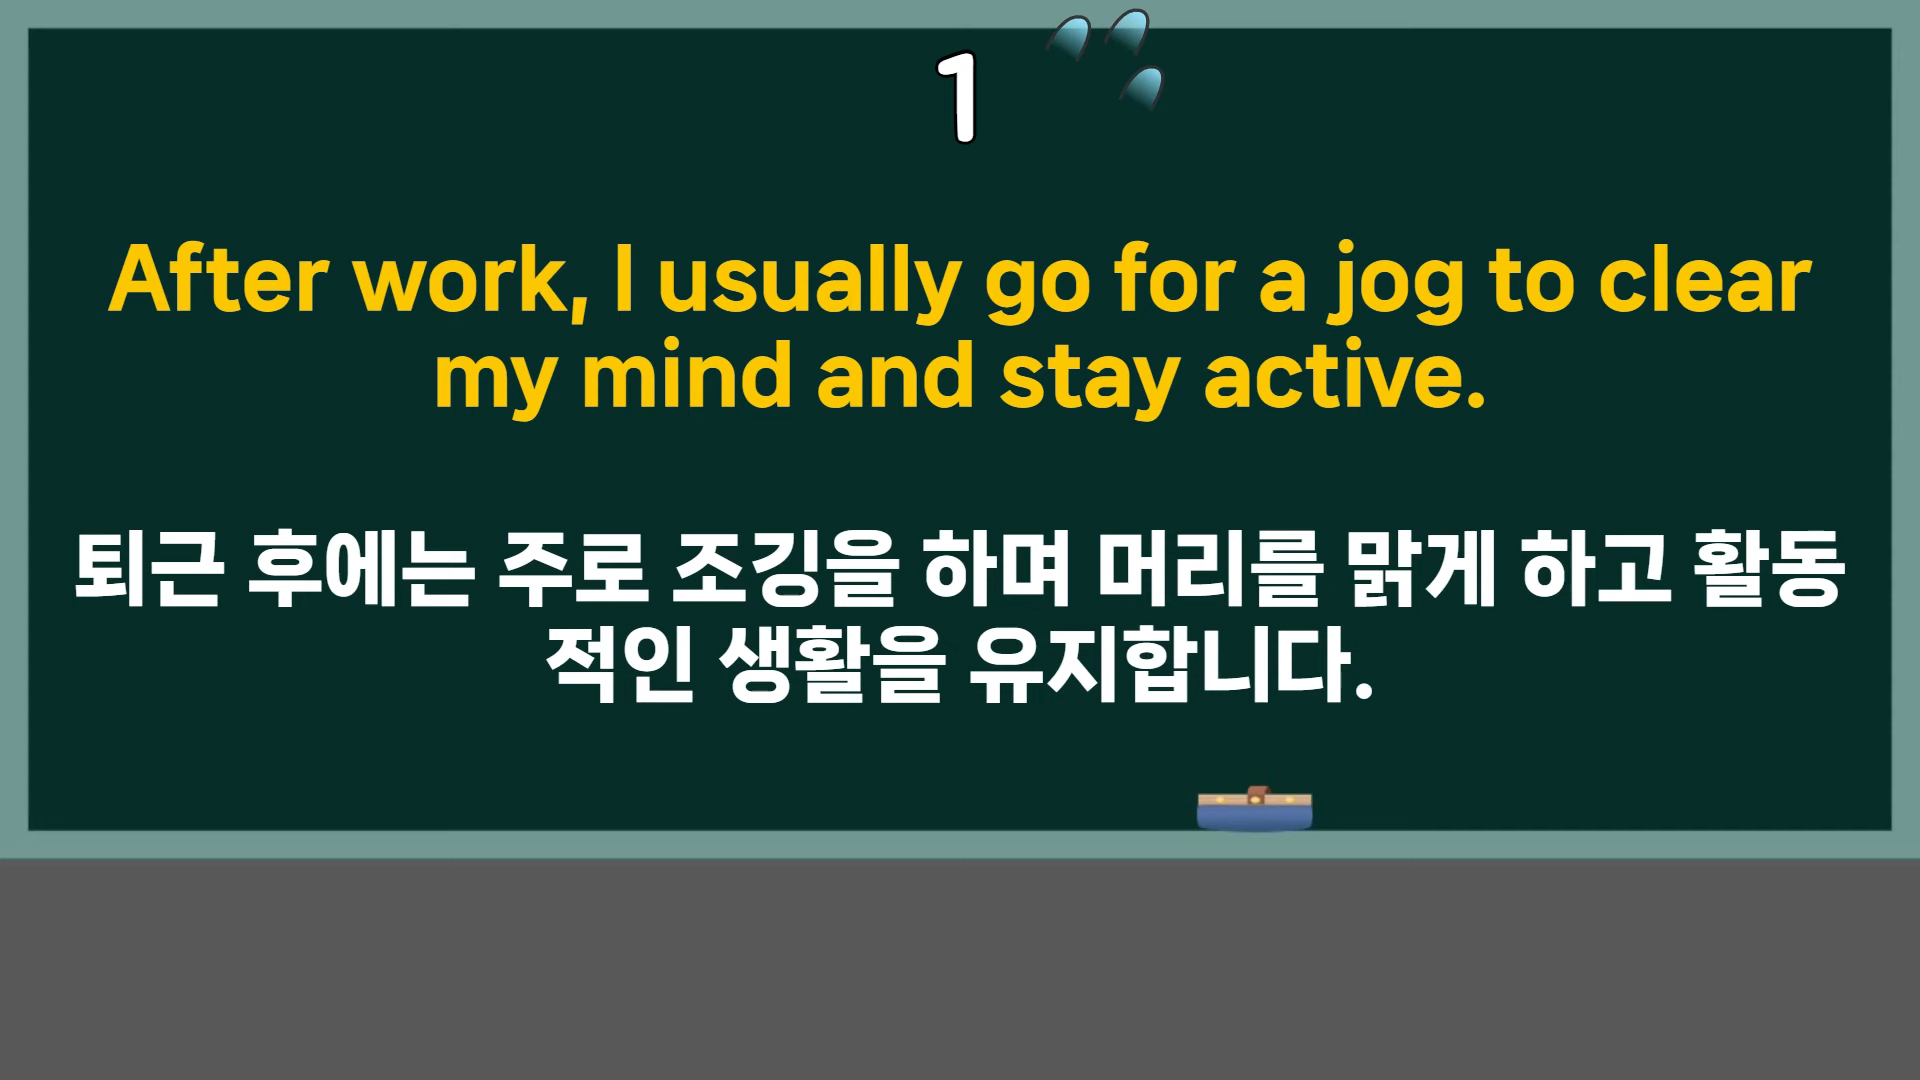 1
After work, I usually go for a jog to clear
my mind and stay active.
퇴근 후에는 주로 조깅을 하며 머리를 맑게 하고 활동
적인 생활을 유지합니다.